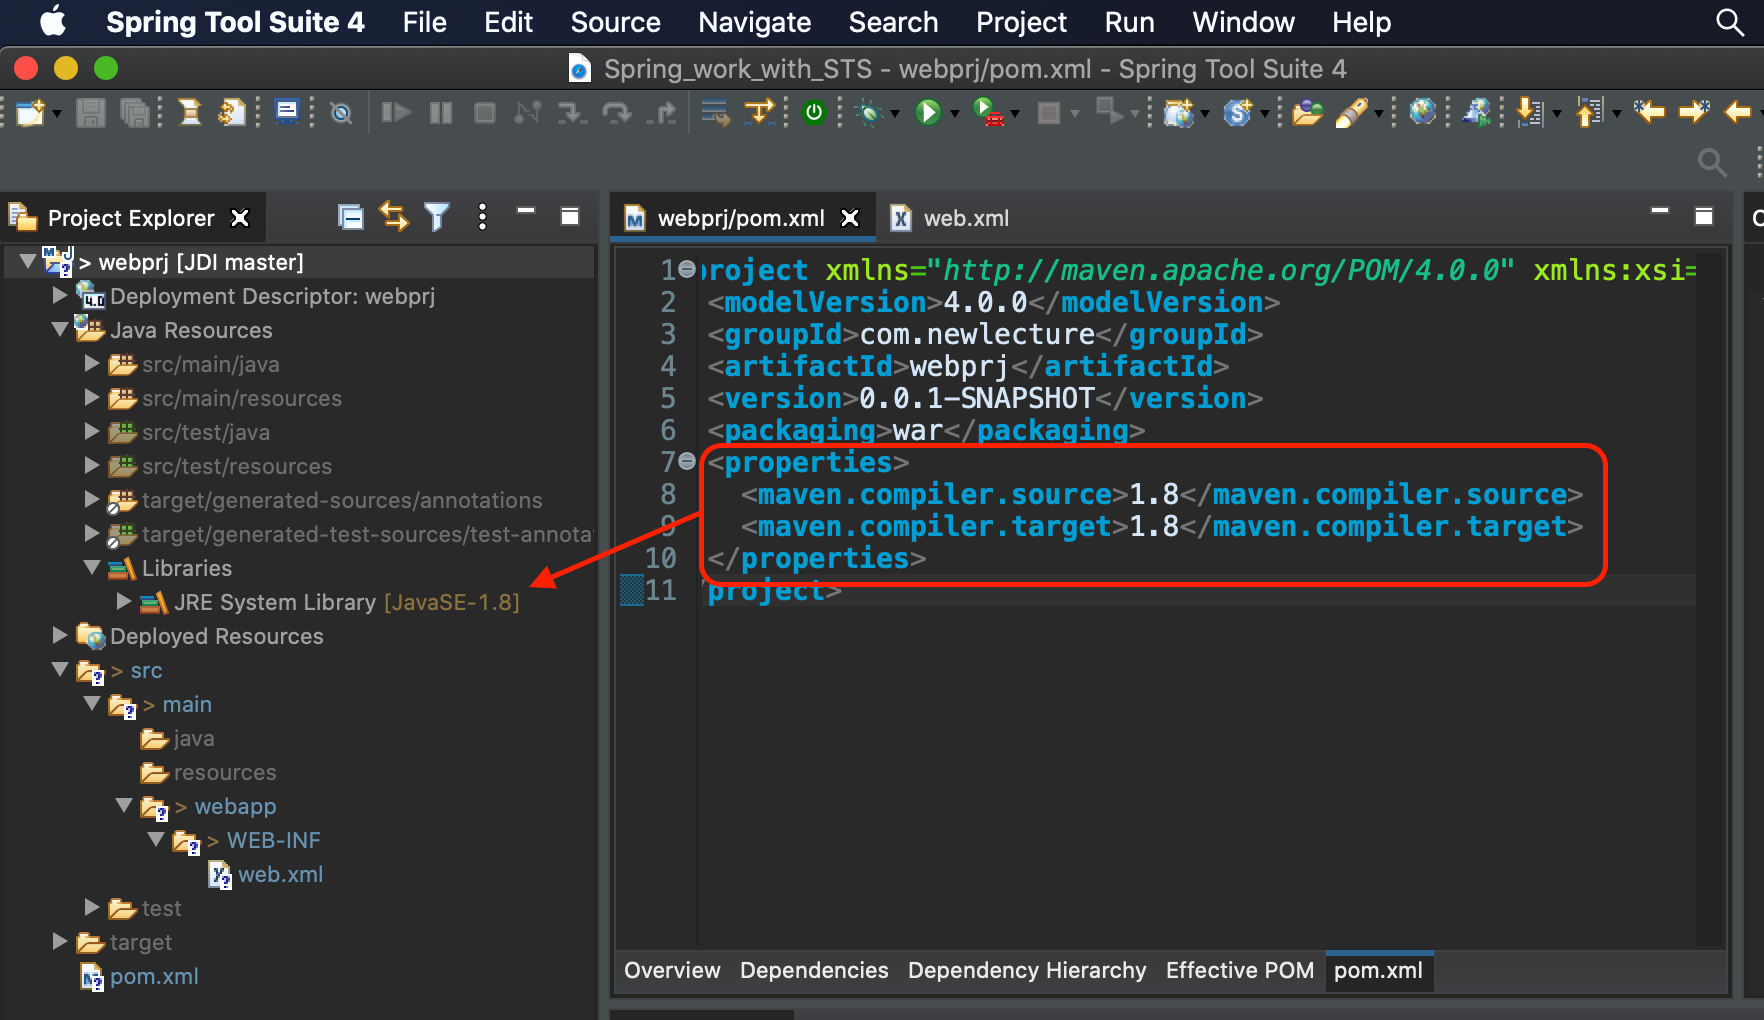 Spring Tool Suite 4 File Edit Source Navigate Search Project Run Window Help
Spring_work_with_STS - webprj/pom.xml - Spring Tool Suite 4
Project Explorer
> webprj [JDI master]
Deployment Descriptor: webprj
Java Resources
src/main/java
src/main/resources
src/test/java
src/test/resources
target/generated-sources/annotations
target/generated-test-sources/test-annota
Libraries
JRE System Library [JavaSE-1.8]
Deployed Resources
> src
> main
java
resources
> webapp
> WEB-INF
web.xml
test
target
pom.xml
webprj/pom.xml web.xml
1 project xmlns="http://maven.apache.org/POM/4.0.0" xmlns:xsi=
2 <modelVersion>4.0.0</modelVersion>
3 <groupId>com.newlecture</groupId>
4 <artifactId>webprj</artifactId>
5 <version>0.0.1-SNAPSHOT</version>
6 <packaging>war</packaging>
7 <properties>
8 <maven.compiler.source>1.8</maven.compiler.source>
9 <maven.compiler.target>1.8</maven.compiler.target>
10 </properties>
11 project>
Overview Dependencies Dependency Hierarchy Effective POM pom.xml